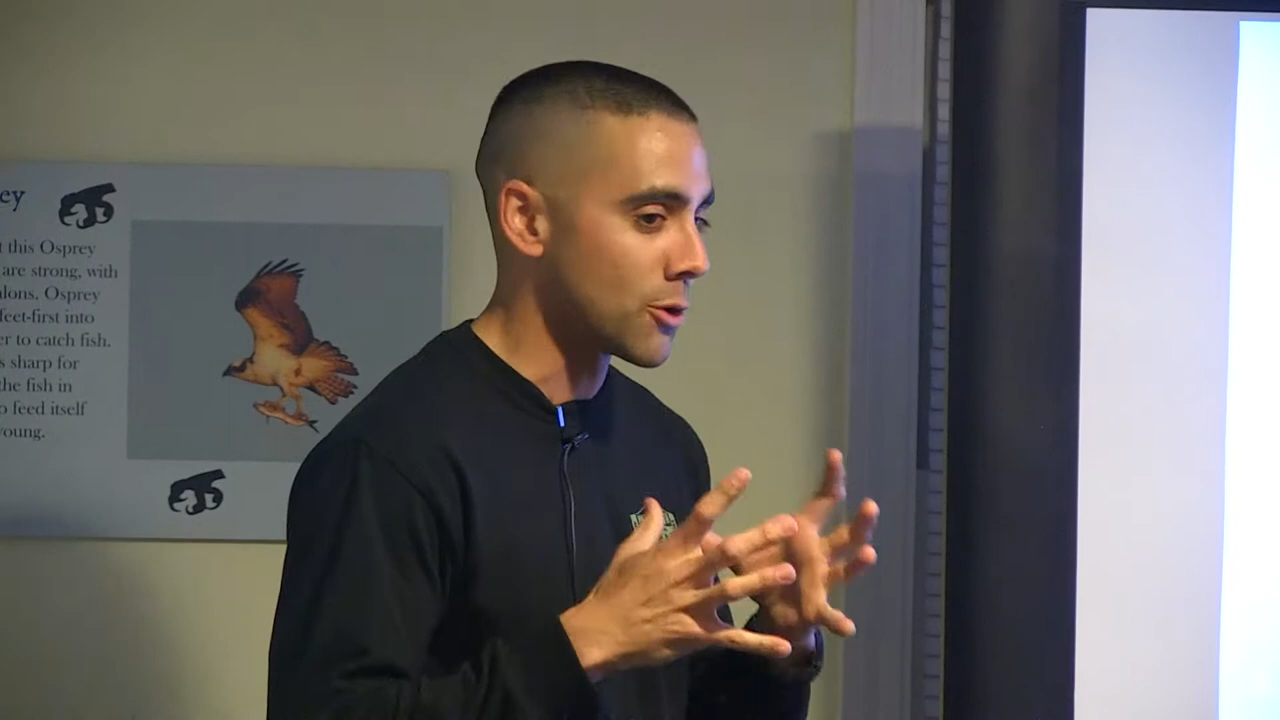 ey
t this Osprey
are strong, with
lons. Osprey
feet-first into
er to catch fish.
s sharp for
the fish in
o feed itself
young.